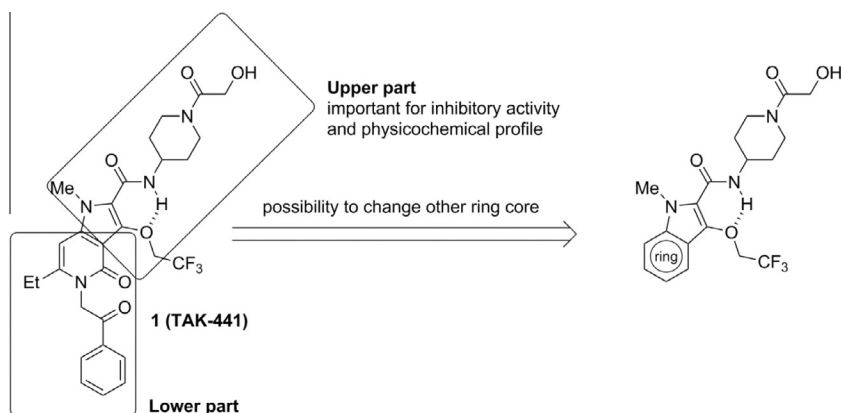 OH
O
N
Upper part
important for inhibitory activity
and physicochemical profile
O
N
H
Me
N
O
CF3
possibility to change other ring core
Et
N
O
O
1 (TAK-441)
Lower part
OH
O
N
O
N
H
Me
N
O
ring
CF3